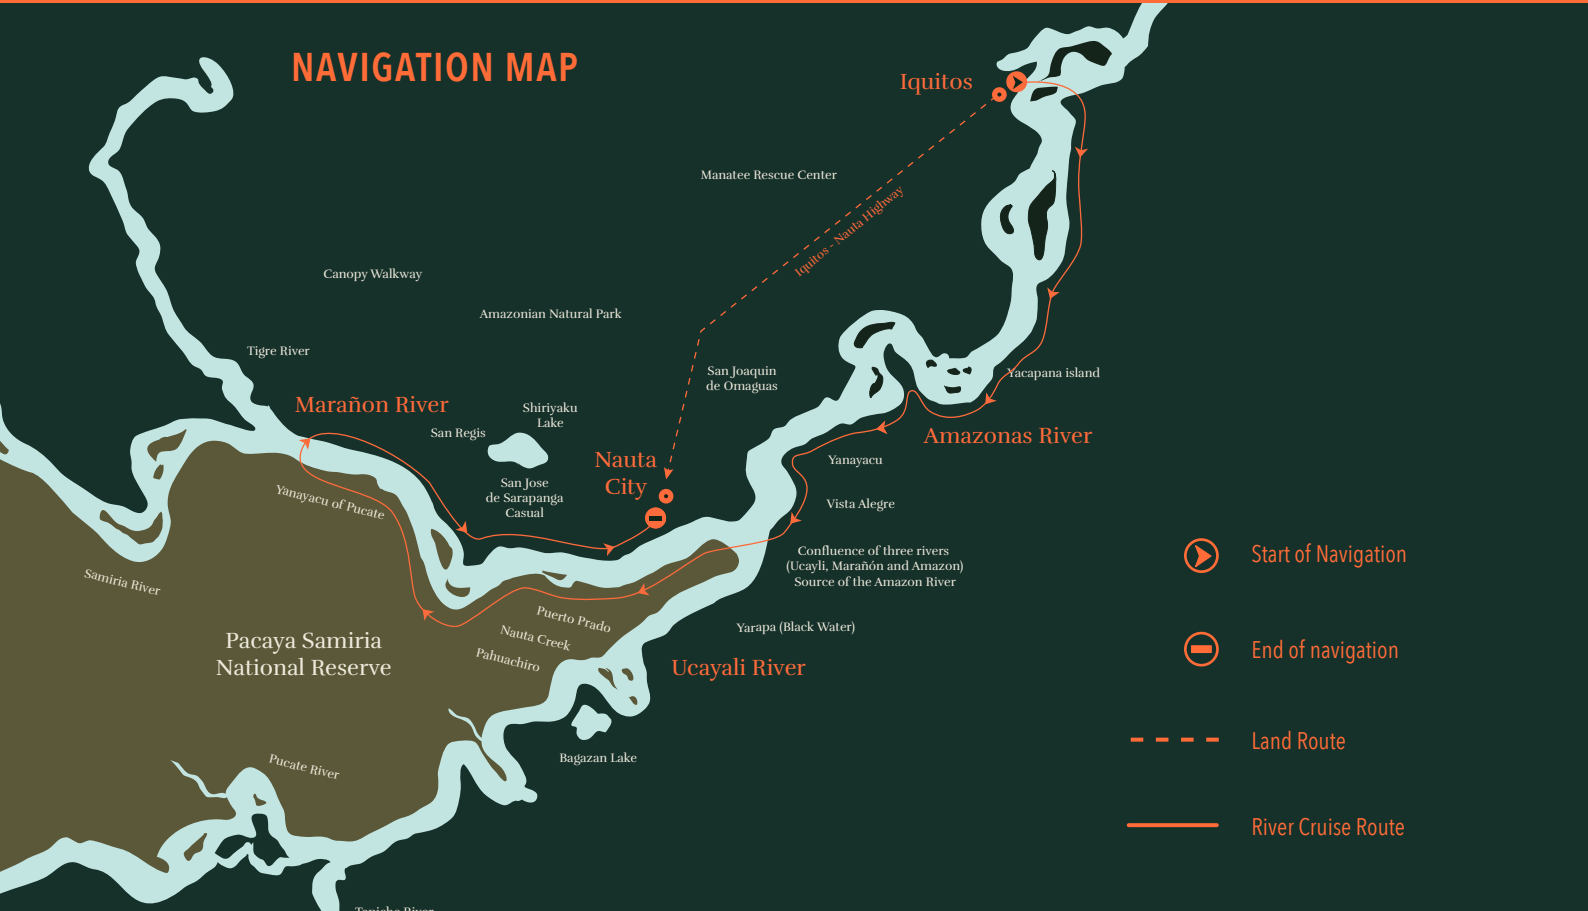 NAVIGATION MAP
Iquitos
Manatee Rescue Center
Iquitos - Nauta Highway
Canopy Walkway
Amazonian Natural Park
Tigre River
San Joaquin
de Omaguas
Yacapana island
Marañon River
Shiriyaku
Lake
San Regis
Amazonas River
Nauta
City
Yanayacu
San Jose
de Sarapanga
Casual
Yanayacu of Pucate
Vista Alegre
Confluence of three rivers
(Ucayli, Marañón and Amazon)
Source of the Amazon River
Samiria River
Puerto Prado
Nauta Creek
Pahuachiro
Yarapa (Black Water)
Pacaya Samiria
National Reserve
Ucayali River
Bagazan Lake
Pucate River
Start of Navigation
End of navigation
Land Route
River Cruise Route